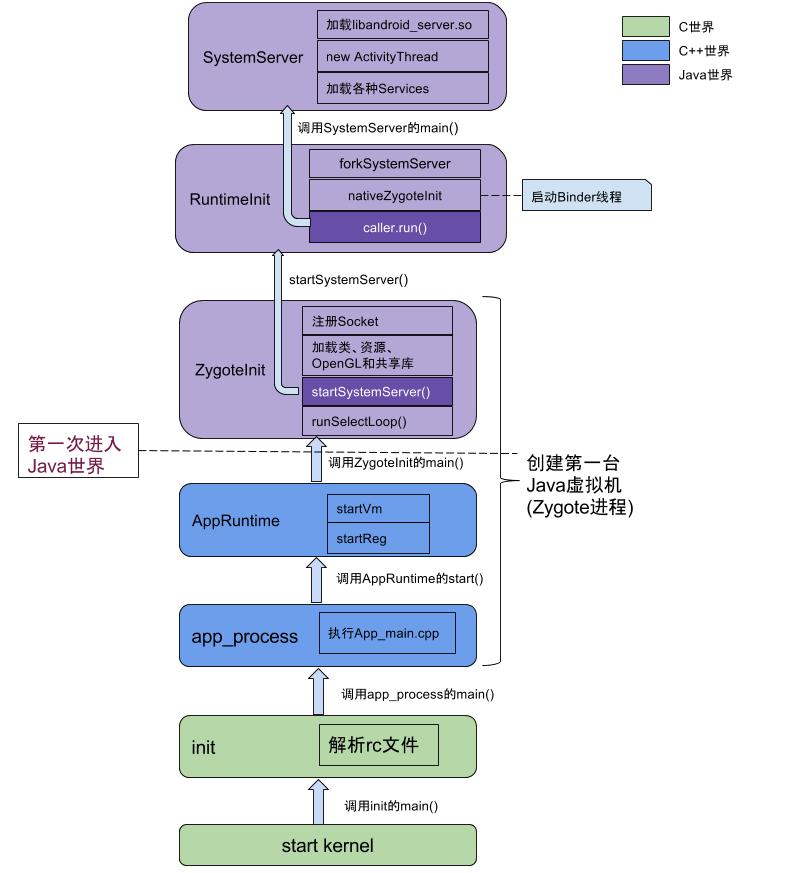 SystemServer
加载libandroid_server.so
new ActivityThread
加载各种Services
C世界
C++世界
Java世界
调用SystemServer的main()
RuntimeInit
forkSystemServer
nativeZygoteInit
caller.run()
启动Binder线程
startSystemServer()
ZygoteInit
注册Socket
加载类、资源、
OpenGL和共享库
startSystemServer()
runSelectLoop()
第一次进入
Java世界
调用ZygoteInit的main()
创建第一台
Java虚拟机
(Zygote进程)
AppRuntime
startVm
startReg
调用AppRuntime的start()
app_process
执行App_main.cpp
调用app_process的main()
init
解析rc文件
调用init的main()
start kernel